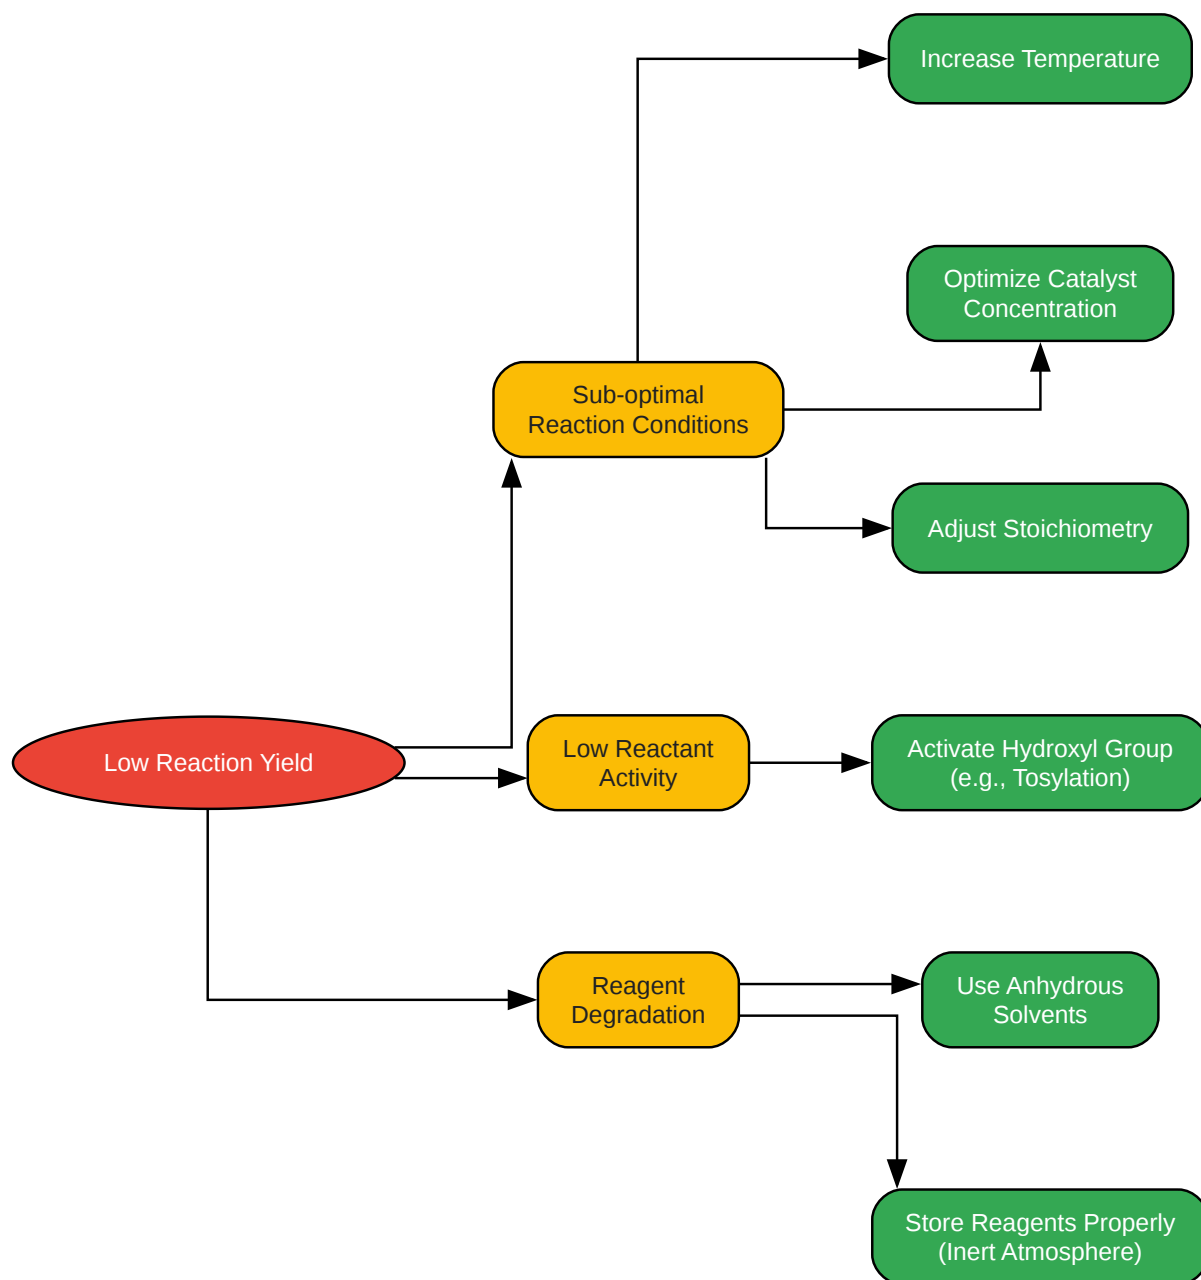 Increase Temperature
Optimize Catalyst
Concentration
Sub-optimal
Reaction Conditions
Adjust Stoichiometry
Low Reaction Yield
Low Reactant
Activity
Activate Hydroxyl Group
(e.g., Tosylation)
Reagent
Degradation
Use Anhydrous
Solvents
Store Reagents Properly
(Inert Atmosphere)